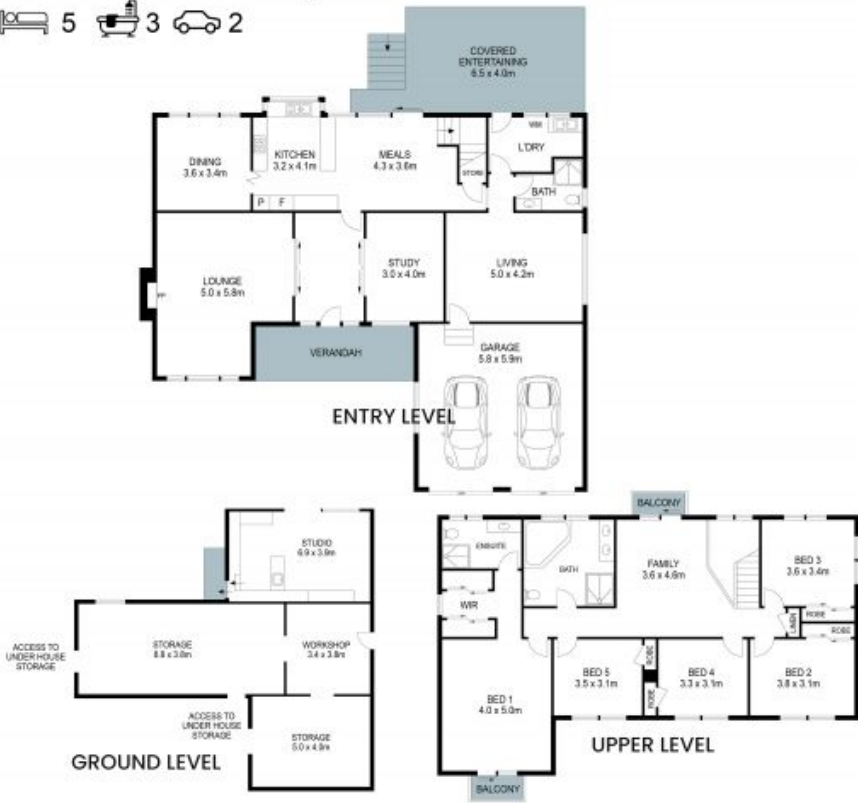 5 3 2
COVERED
ENTERTAINING
6.5 x 4.0m
DINING
3.6 x 3.4m
KITCHEN
3.2 x 4.1m
MEALS
4.3 x 3.6m
WM
L'DRY
STORE
BATH
P F
LOUNGE
5.0 x 5.8m
FP
STUDY
3.0 x 4.0m
LIVING
5.0 x 4.2m
VERANDAH
GARAGE
5.8 x 5.9m
ENTRY LEVEL
STUDIO
6.9 x 3.9m
ACCESS TO
UNDER HOUSE
STORAGE
STORAGE
8.8 x 3.8m
WORKSHOP
3.4 x 3.8m
ACCESS TO
UNDER HOUSE
STORAGE
STORAGE
5.0 x 4.9m
GROUND LEVEL
BALCONY
ENSUITE
BATH
FAMILY
3.6 x 4.6m
BED 3
3.6 x 3.4m
WIR
LINEN
ROBE
ROBE
BED 1
4.0 x 5.0m
BED 5
3.5 x 3.1m
ROBE
ROBE
BED 4
3.3 x 3.1m
BED 2
3.8 x 3.1m
UPPER LEVEL
BALCONY